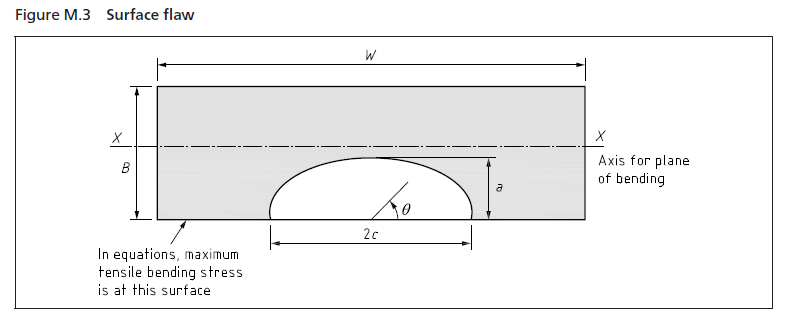 Figure M.3 Surface flaw
W
X
X
B
Axis for plane
of bending
a
θ
2c
In equations, maximum
tensile bending stress
is at this surface